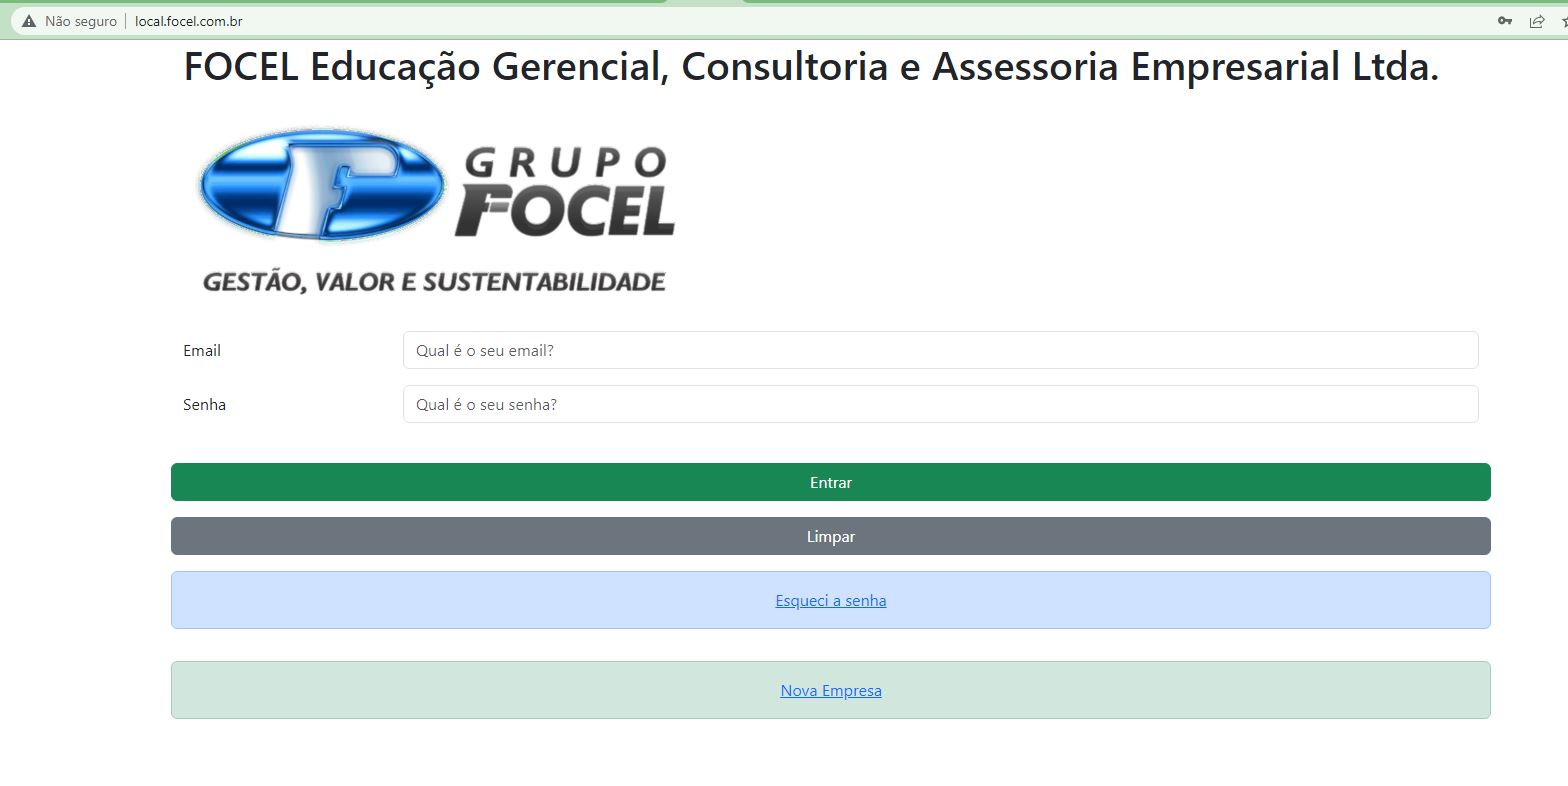 Não seguro | local.focel.com.br
FOCEL Educação Gerencial, Consultoria e Assessoria Empresarial Ltda.
F GRUPO
FOCEL
GESTÃO, VALOR E SUSTENTABILIDADE
Email Qual é o seu email?
Senha Qual é o seu senha?
Entrar
Limpar
Esqueci a senha
Nova Empresa